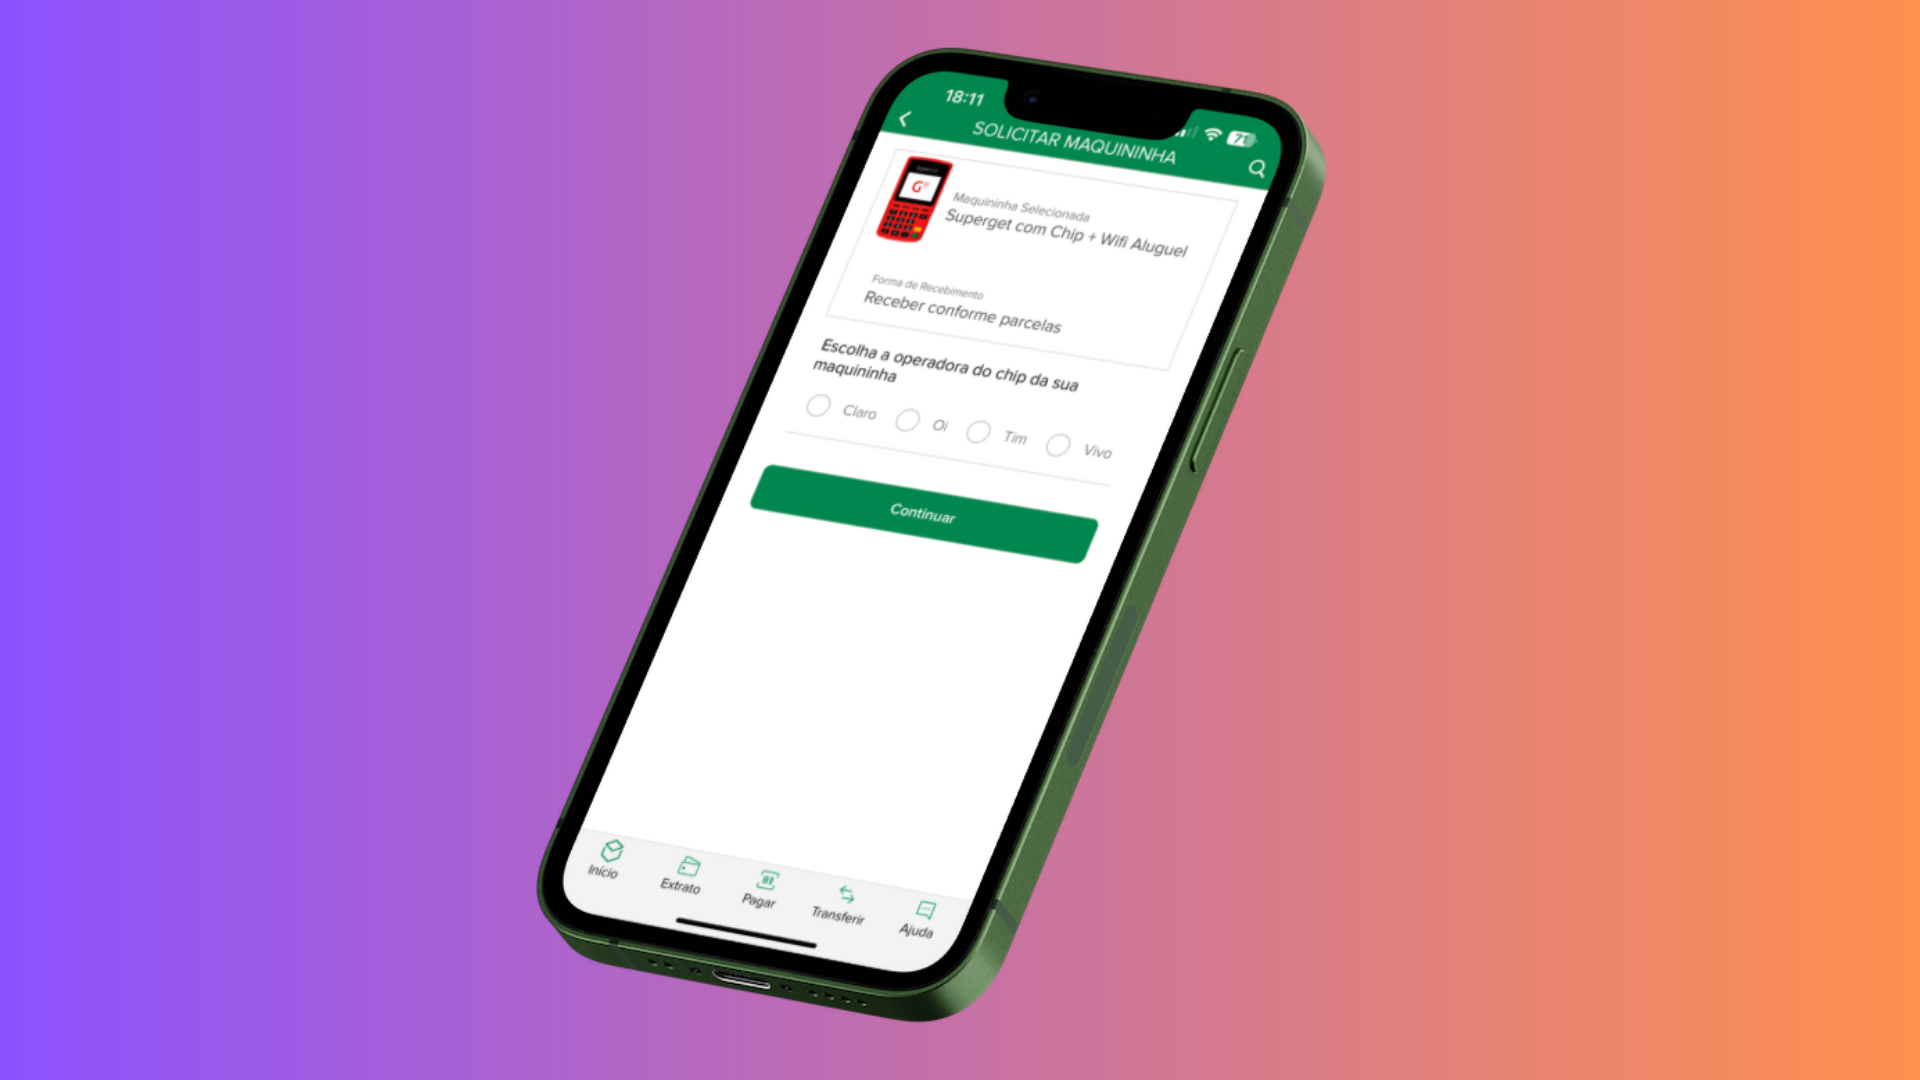 18:11
71
SOLICITAR MAQUININHA
G
Maquininha Selecionada
Superget com Chip + Wifi Aluguel
Forma de Recebimento
Receber conforme parcelas
Escolha a operadora do chip da sua
maquininha
Claro Oi Tim Vivo
Continuar
Início Extrato Pagar Transferir Ajuda